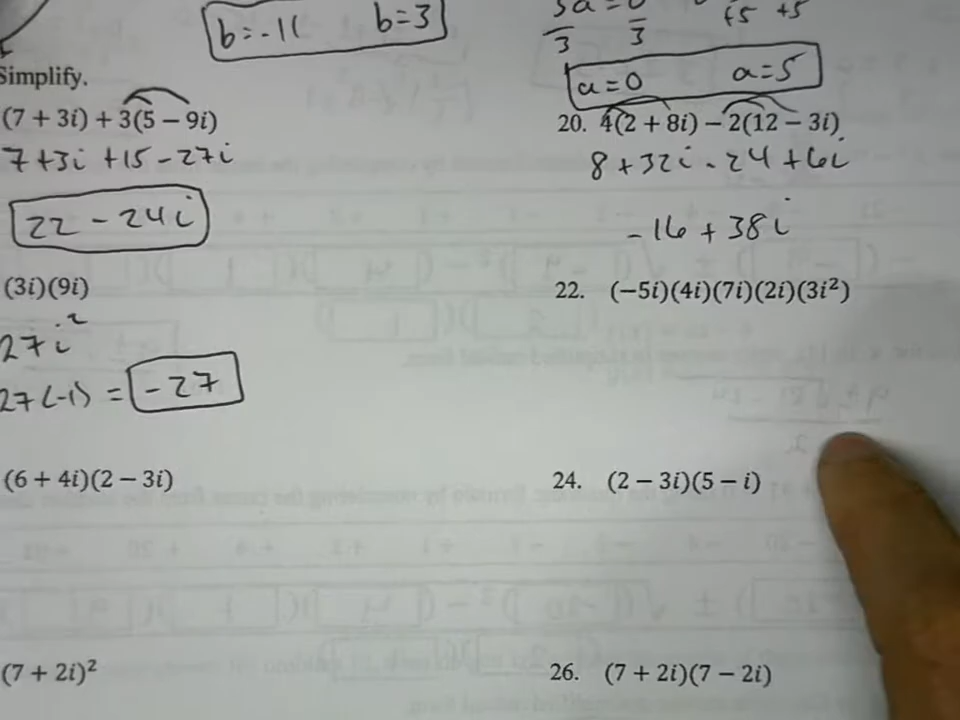 b=-11 b=3
3 3
+5 +5
a=0 a=5
Simplify.
(7 + 3i) + 3(5 − 9i)
7+3i +15-27i
22-24i
20. 4(2 + 8i) − 2(12 − 3i)
8+32i-24+6i
-16+38i
(3i)(9i)
27i²
27(-1) = -27
22. (−5i)(4i)(7i)(2i)(3i²)
(6 + 4i)(2 − 3i)
24. (2 − 3i)(5 − i)
(7 + 2i)²
26. (7 + 2i)(7 − 2i)